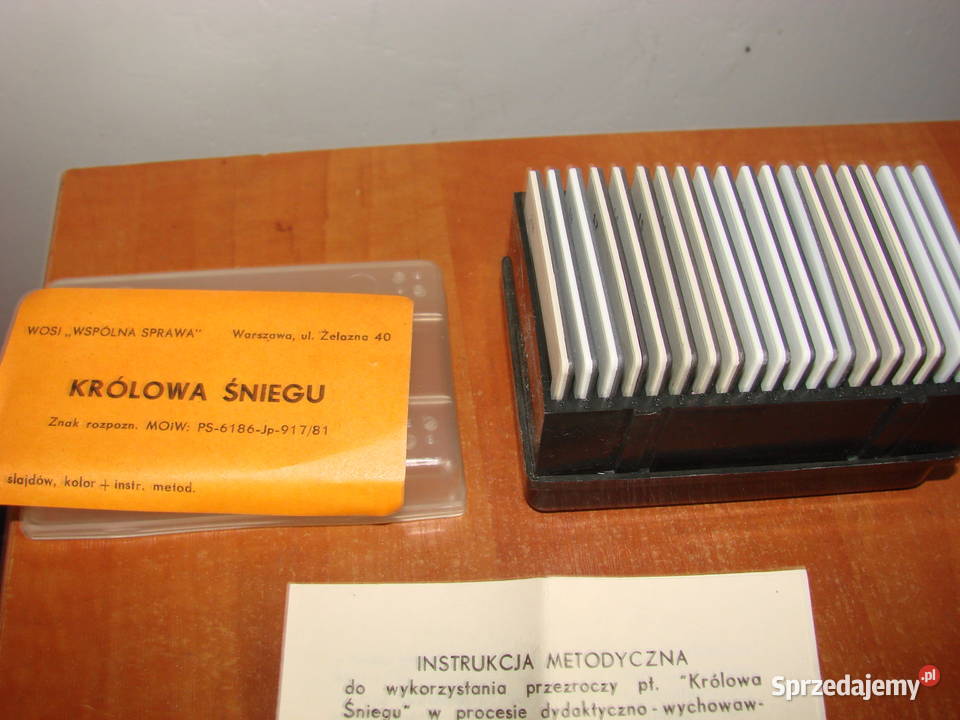 WOSI „WSPÓLNA SPRAWA" Warszawa, ul. Żelazna 40
KRÓLOWA ŚNIEGU
Znak rozpozn. MOiW: PS-6186-Jp-917/81
slajdów, kolor + instr. metod.
INSTRUKCJA METODYCZNA
do wykorzystania przezroczy pt. "Królowa
Śniegu" w procesie dydaktyczno-wychowaw-
Sprzedajemy.pl